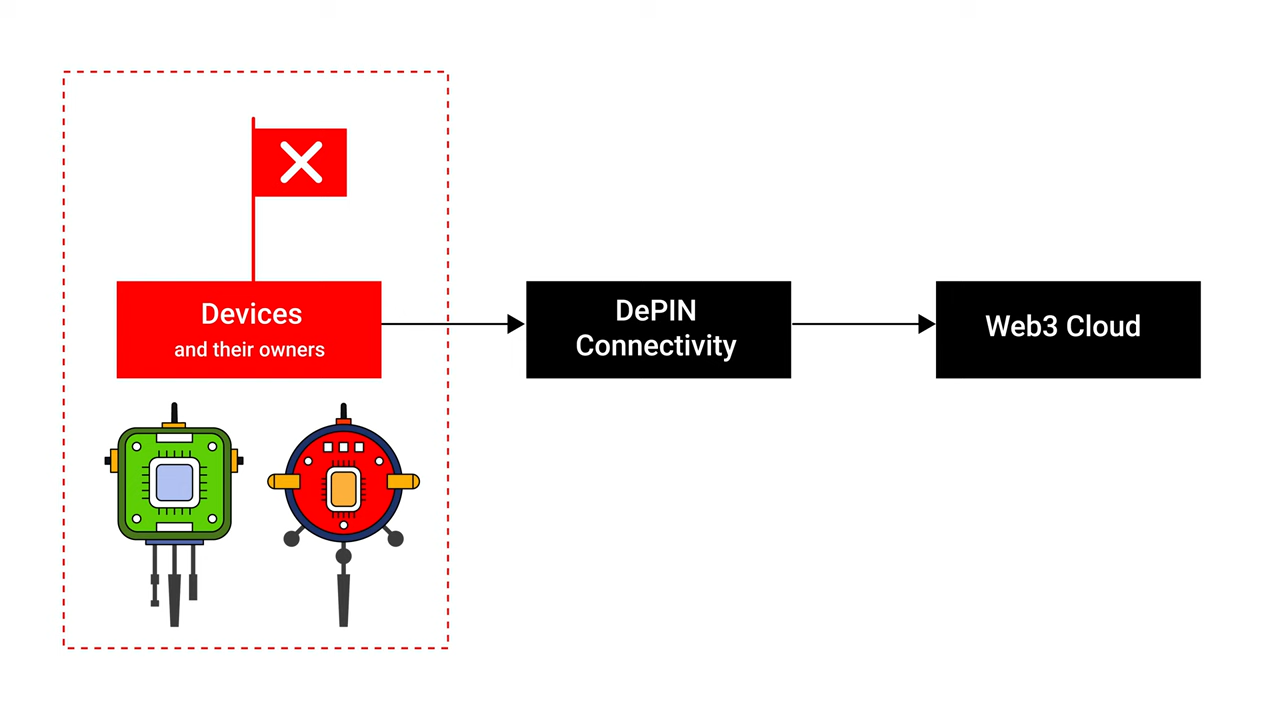 Devices
and their owners
DePIN
Connectivity
Web3 Cloud